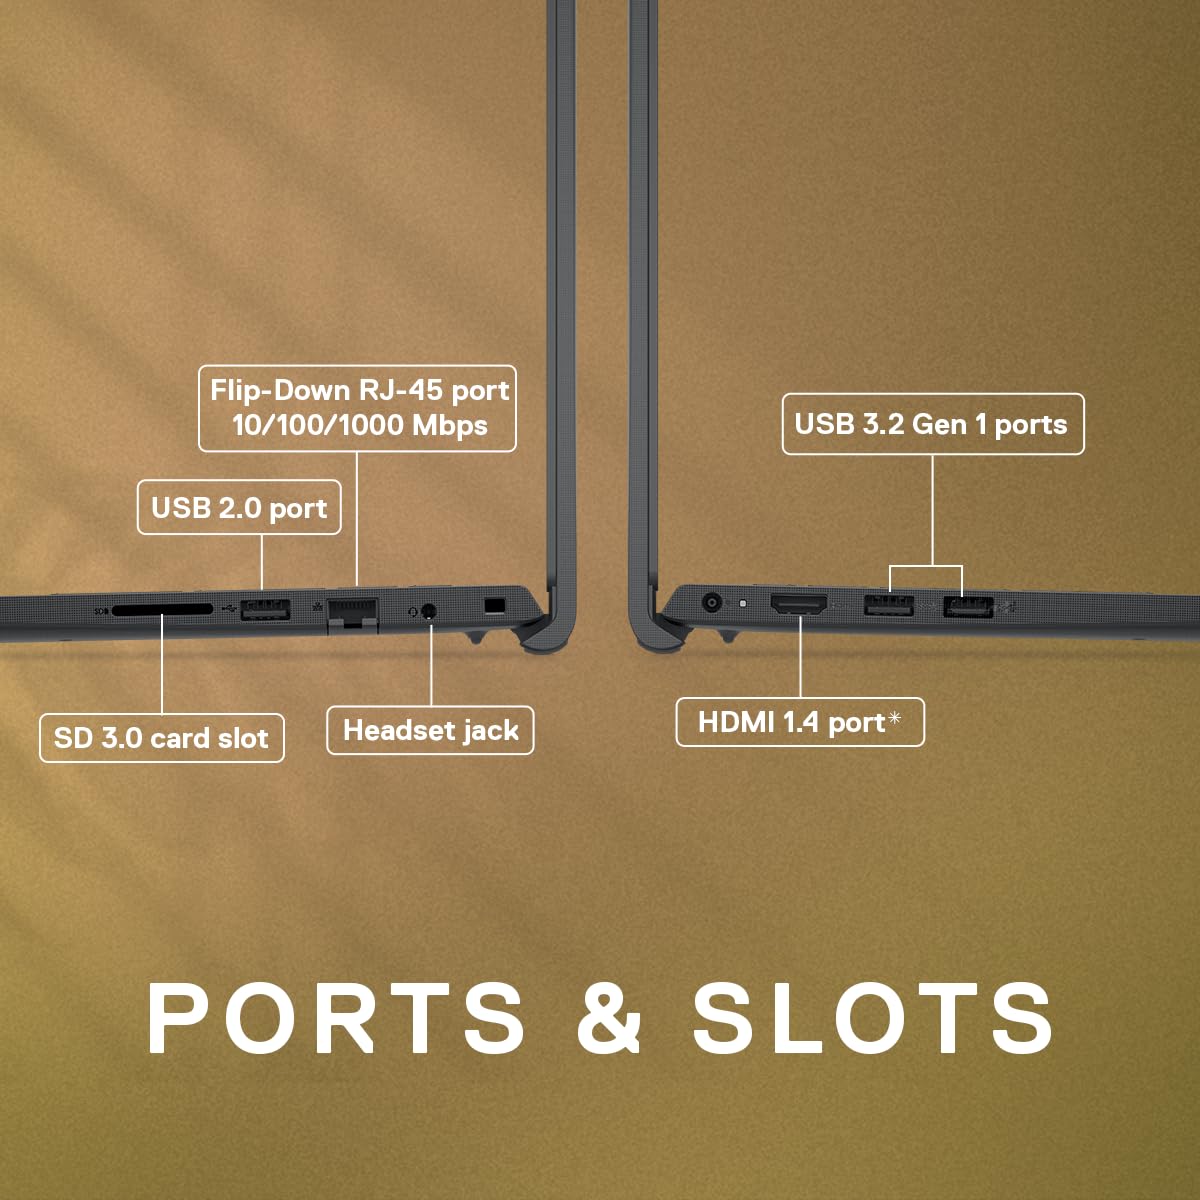 Flip-Down RJ-45 port
10/100/1000 Mbps
USB 2.0 port
SD
SD 3.0 card slot
Headset jack
USB 3.2 Gen 1 ports
HDMI 1.4 port*
PORTS & SLOTS